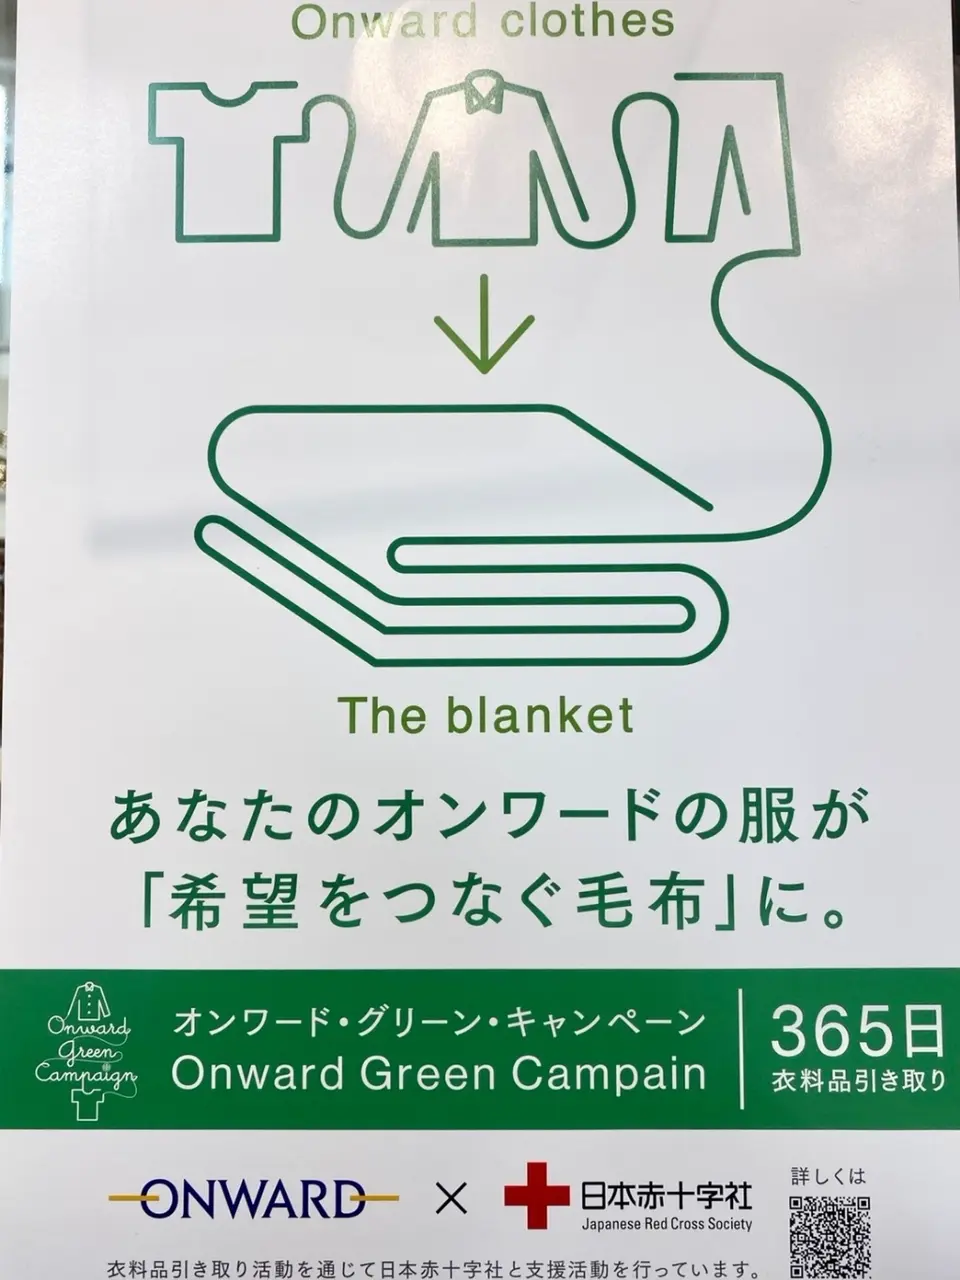 Onward clothes
The blanket
あなたのオンワードの服が
「希望をつなぐ毛布」に。
Onward
Green
Campaign
オンワード・グリーン・キャンペーン
Onward Green Campain
365日
衣料品引き取り
ONWARD × 日本赤十字社
Japanese Red Cross Society
詳しくは
衣料品引き取り活動を通じて日本赤十字社と支援活動を行っています。